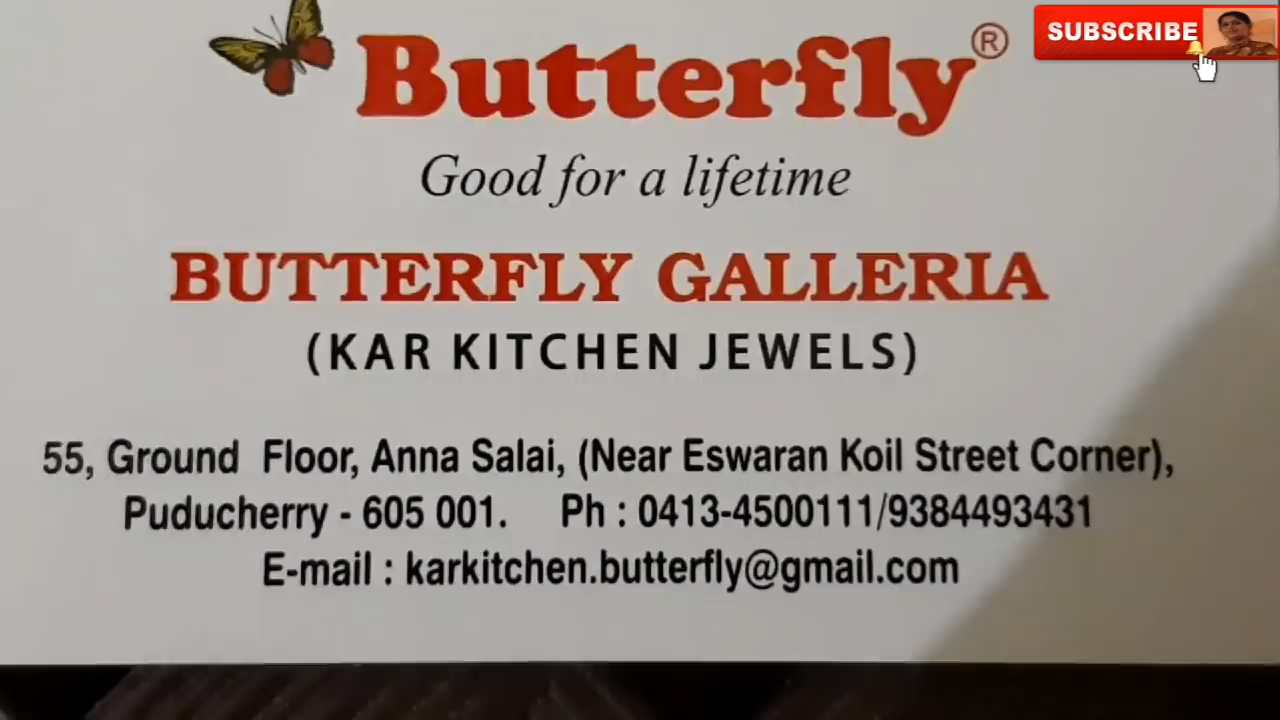 SUBSCRIBE
Butterfly®
Good for a lifetime
BUTTERFLY GALLERIA
(KAR KITCHEN JEWELS)
55, Ground Floor, Anna Salai, (Near Eswaran Koil Street Corner),
Puducherry - 605 001. Ph : 0413-4500111/9384493431
E-mail : karkitchen.butterfly@gmail.com